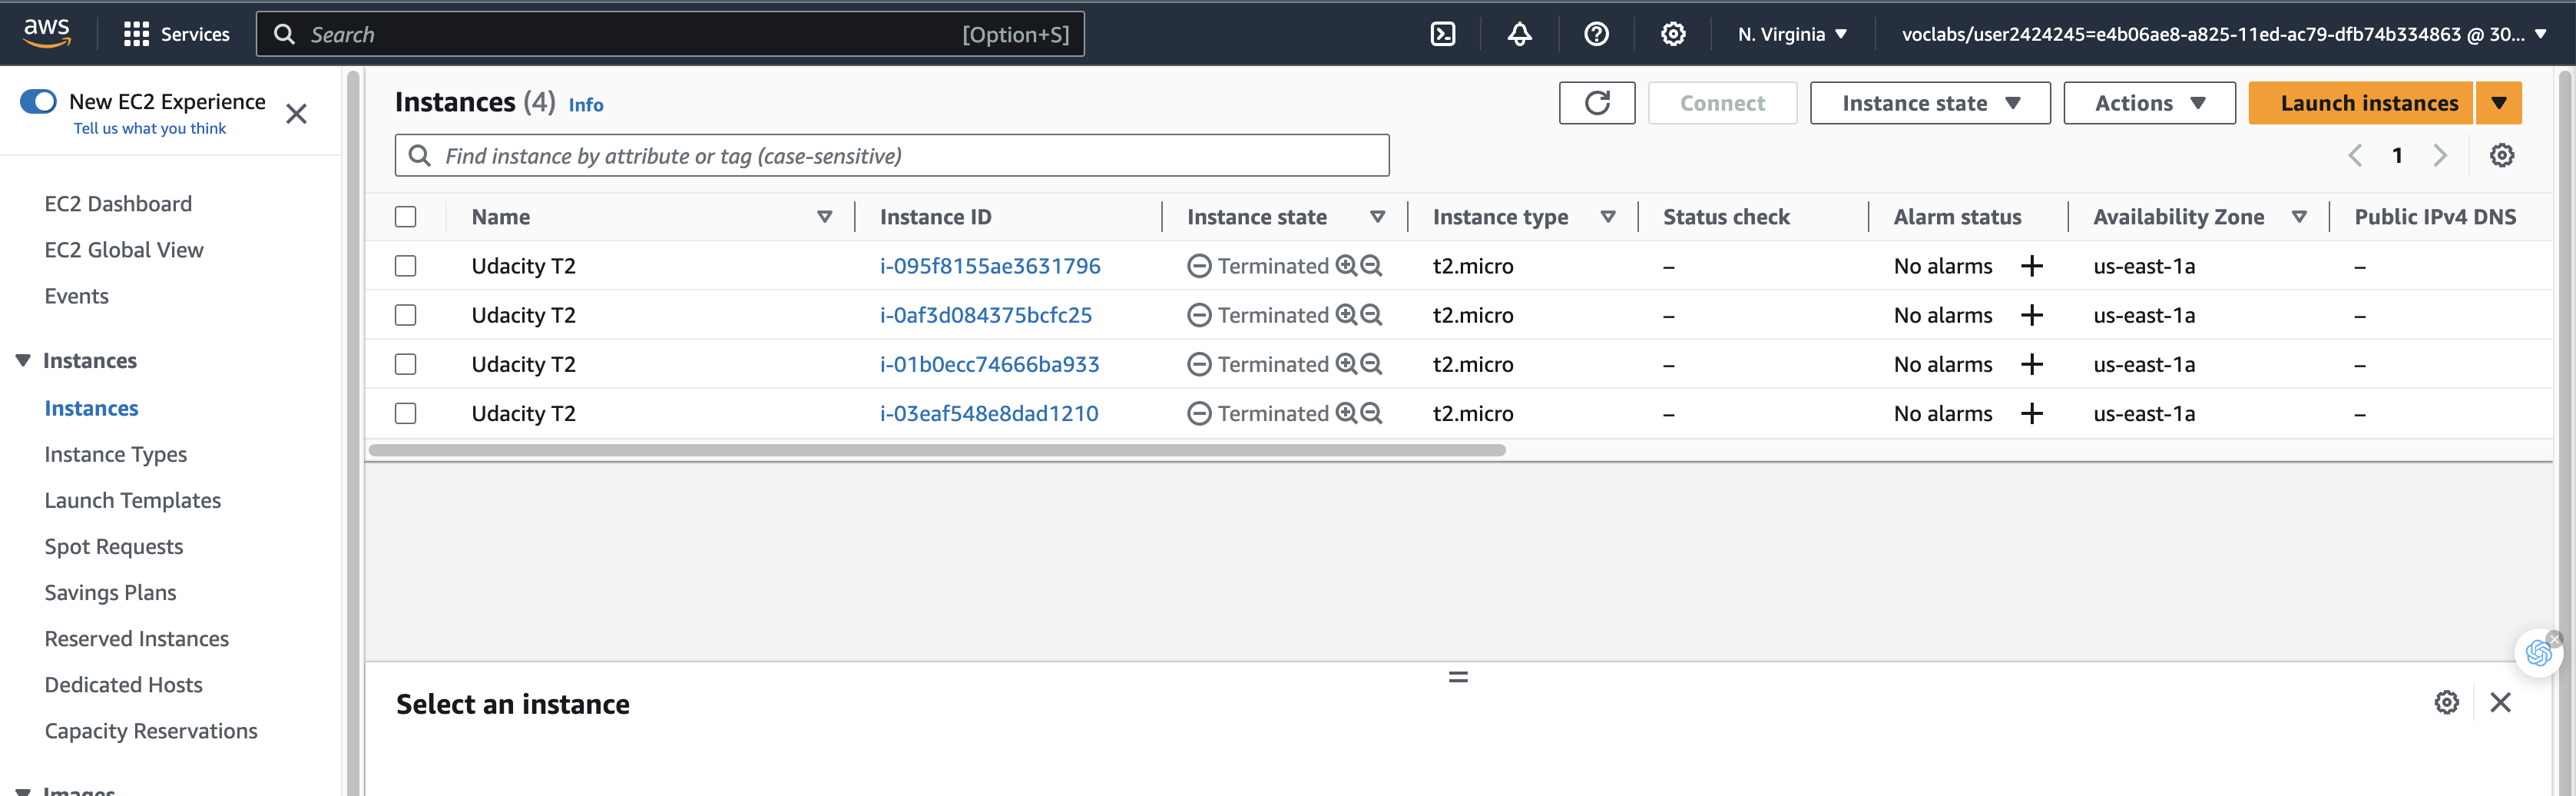 aws Services Search [Option+S] N. Virginia voclabs/user2424245=e4b06ae8-a825-11ed-ac79-dfb74b334863 @ 30...
New EC2 Experience
Tell us what you think
EC2 Dashboard
EC2 Global View
Events
Instances
Instances
Instance Types
Launch Templates
Spot Requests
Savings Plans
Reserved Instances
Dedicated Hosts
Capacity Reservations
Images
Instances (4) Info Connect Instance state Actions Launch instances
Find instance by attribute or tag (case-sensitive) 1
Name Instance ID Instance state Instance type Status check Alarm status Availability Zone Public IPv4 DNS
Udacity T2 i-095f8155ae3631796 Terminated t2.micro – No alarms + us-east-1a –
Udacity T2 i-0af3d084375bcfc25 Terminated t2.micro – No alarms + us-east-1a –
Udacity T2 i-01b0ecc74666ba933 Terminated t2.micro – No alarms + us-east-1a –
Udacity T2 i-03eaf548e8dad1210 Terminated t2.micro – No alarms + us-east-1a –
Select an instance